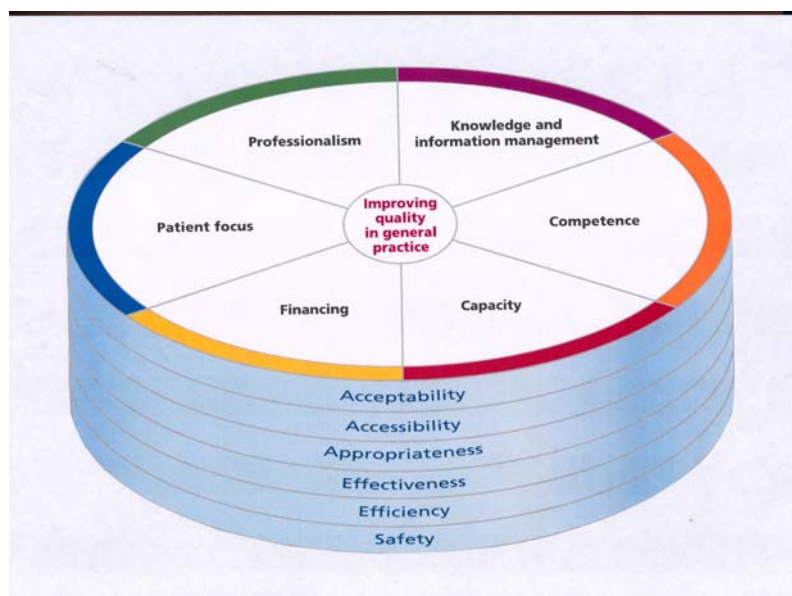 Professionalism
Knowledge and
information management
Patient focus
Improving
quality
in general
practice
Competence
Financing
Capacity
Acceptability
Accessibility
Appropriateness
Effectiveness
Efficiency
Safety